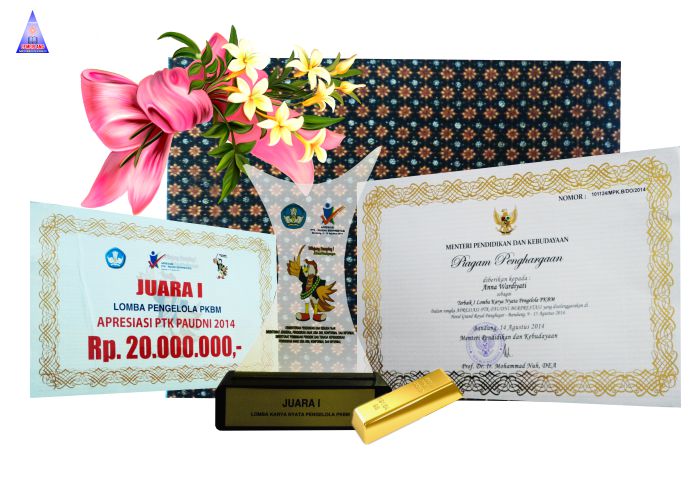 JUARA I
LOMBA PENGELOLA PKBM
APRESIASI PTK PAUDNI 2014
Rp. 20.000.000,-
JUARA I
LOMBA KARYA NYATA PENGELOLA PKBM
NOMOR : 101124/MPK.B/DO/2014
MENTERI PENDIDIKAN DAN KEBUDAYAAN
Piagam Penghargaan
diberikan kepada :
Anna Wardiyati
sebagai
Terbaik I Lomba Karya Nyata Pengelola PKBM
Dalam rangka APRESIASI PTK PAUDNI BERPRESTASI yang diselenggarakan di
Hotel Grand Royal Panghegar - Bandung, 9 - 15 Agustus 2014
Bandung, 14 Agustus 2014
Menteri Pendidikan dan Kebudayaan
Prof. Dr. Ir. Mohammad Nuh, DEA